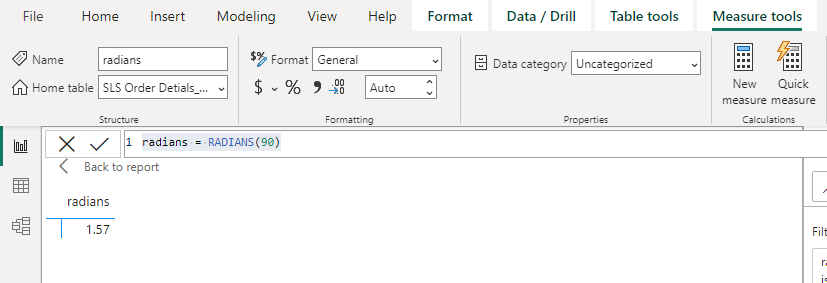 File Home Insert Modeling View Help Format Data / Drill Table tools Measure tools
Name radians $% Format General Data category Uncategorized New measure Quick measure
Home table SLS Order Detials_... $ % 9 .00 →.0 Auto
Structure Formatting Properties Calculations
1 radians = RADIANS(90)
Back to report
radians
1.57
Filt
ra
is